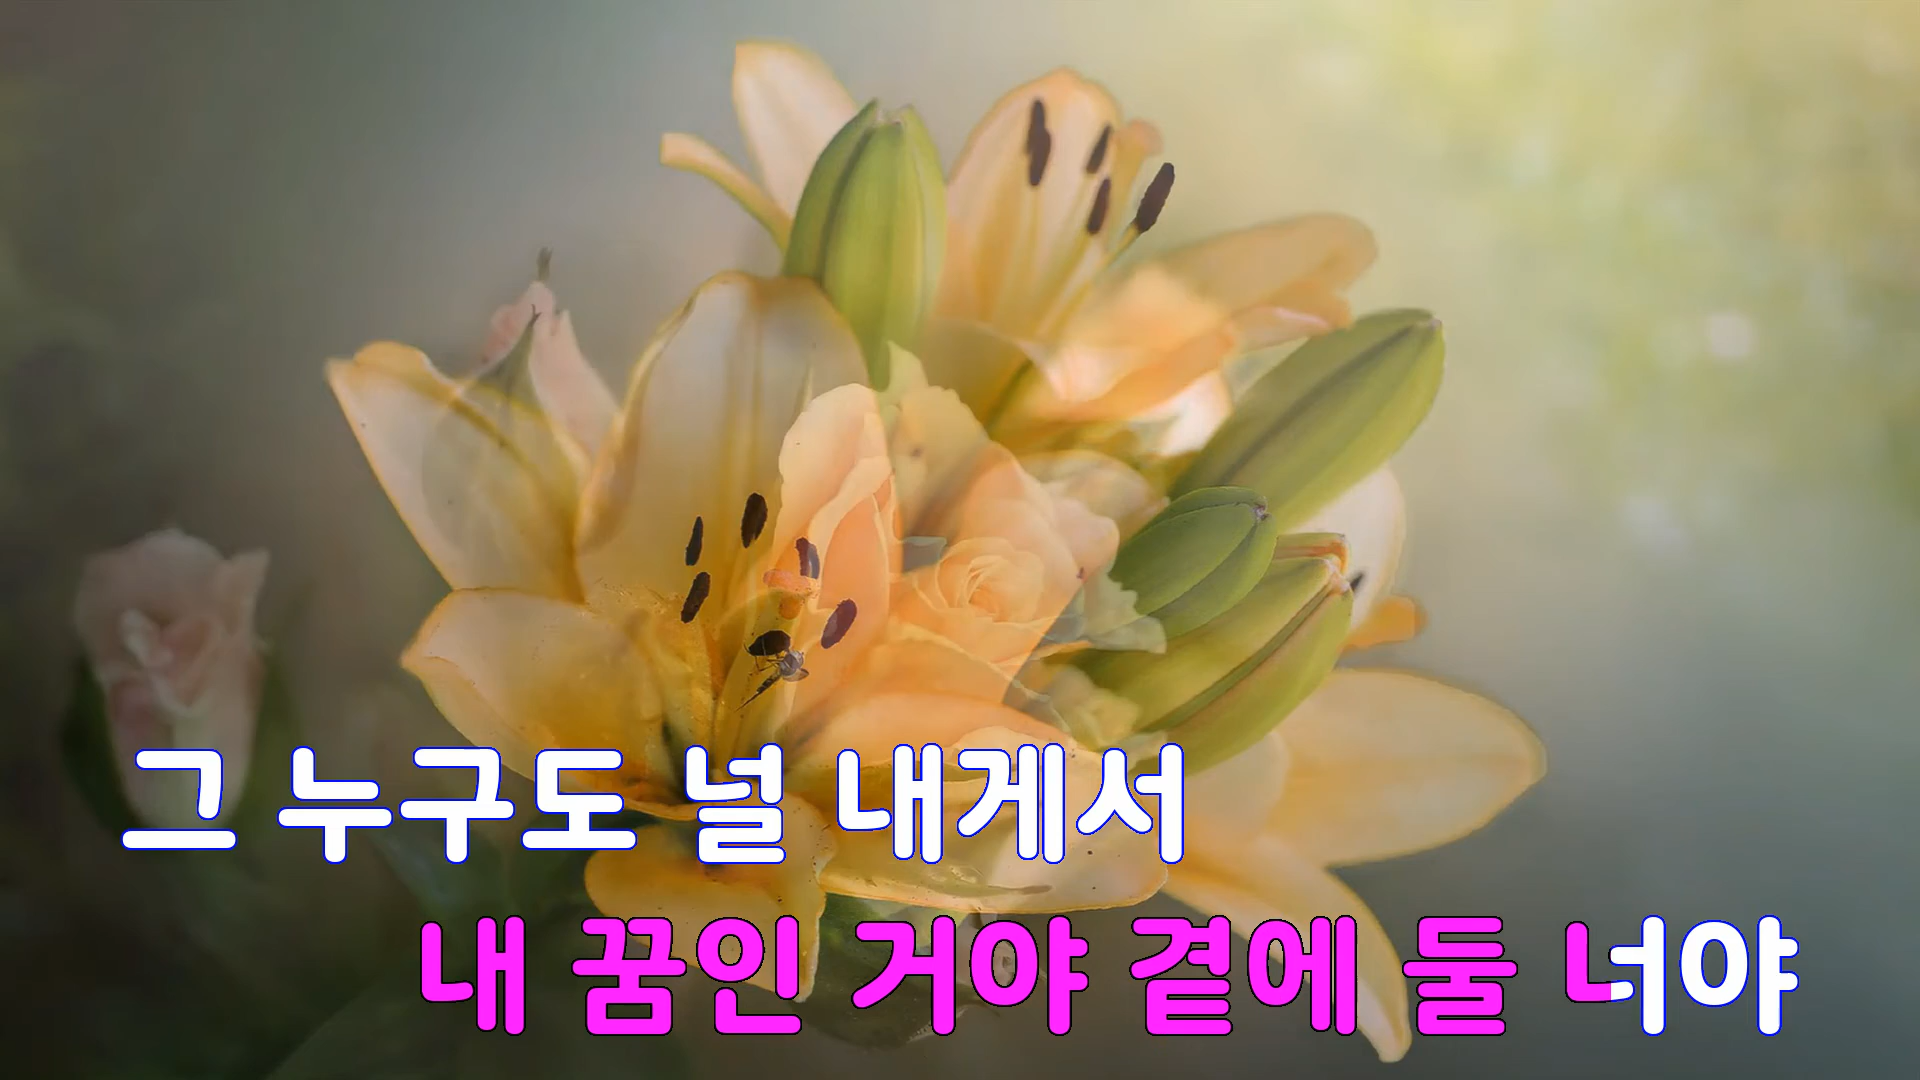 그 누구도 널 내게서
내 꿈인 거야 곁에 둘 너야